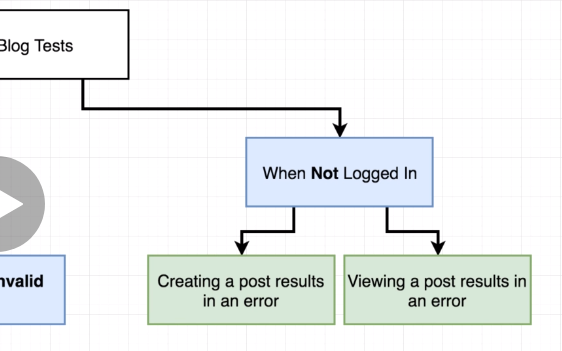 Blog Tests
When Not Logged In
nvalid
Creating a post results
in an error
Viewing a post results in
an error